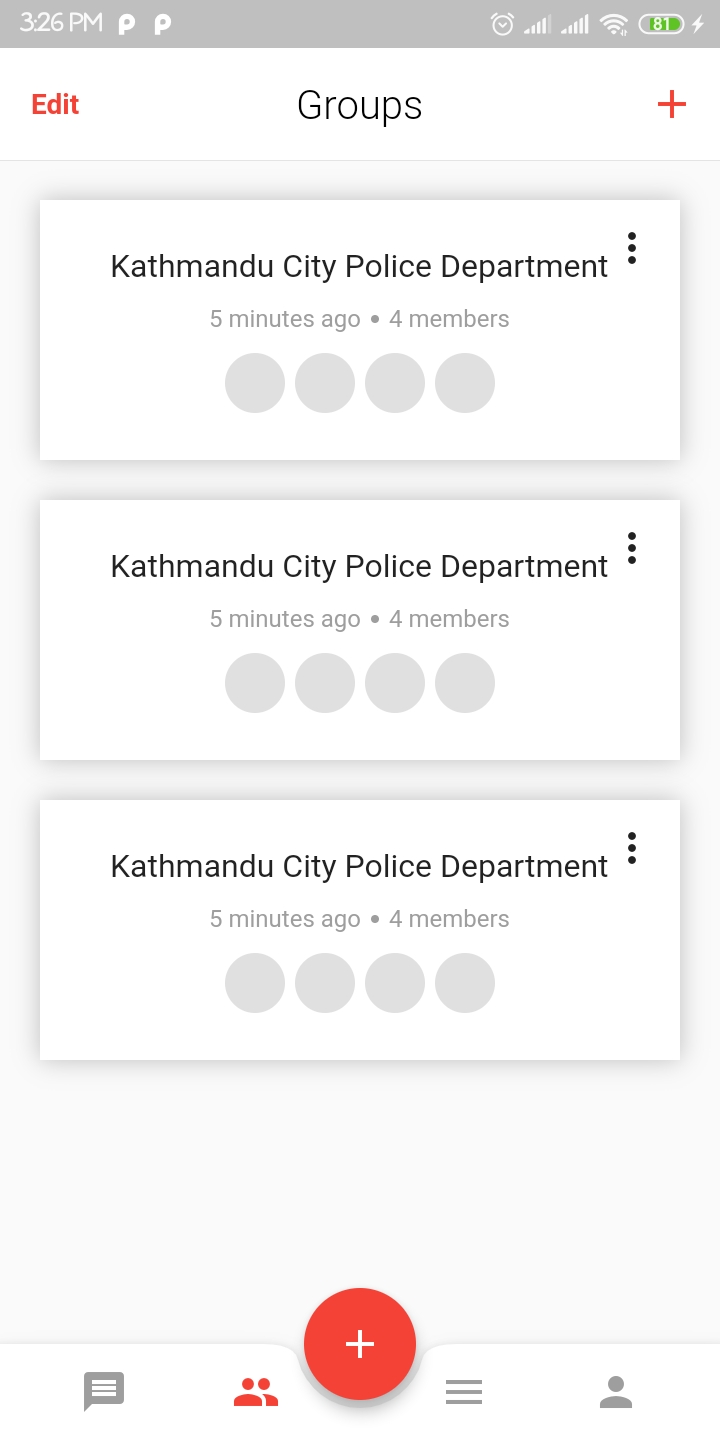 3:26 PM
81
Edit
Groups
Kathmandu City Police Department
5 minutes ago • 4 members
Kathmandu City Police Department
5 minutes ago • 4 members
Kathmandu City Police Department
5 minutes ago • 4 members